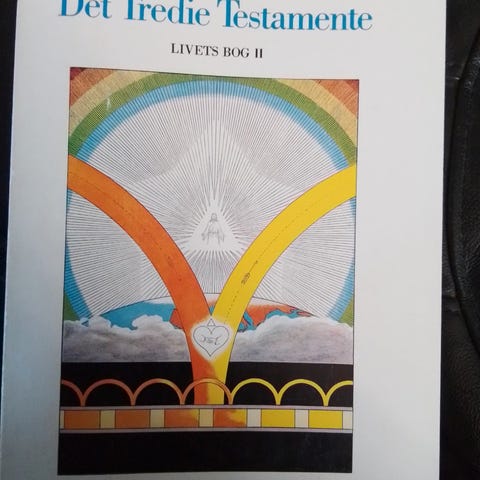 Det Tredie Testamente
LIVETS BOG II